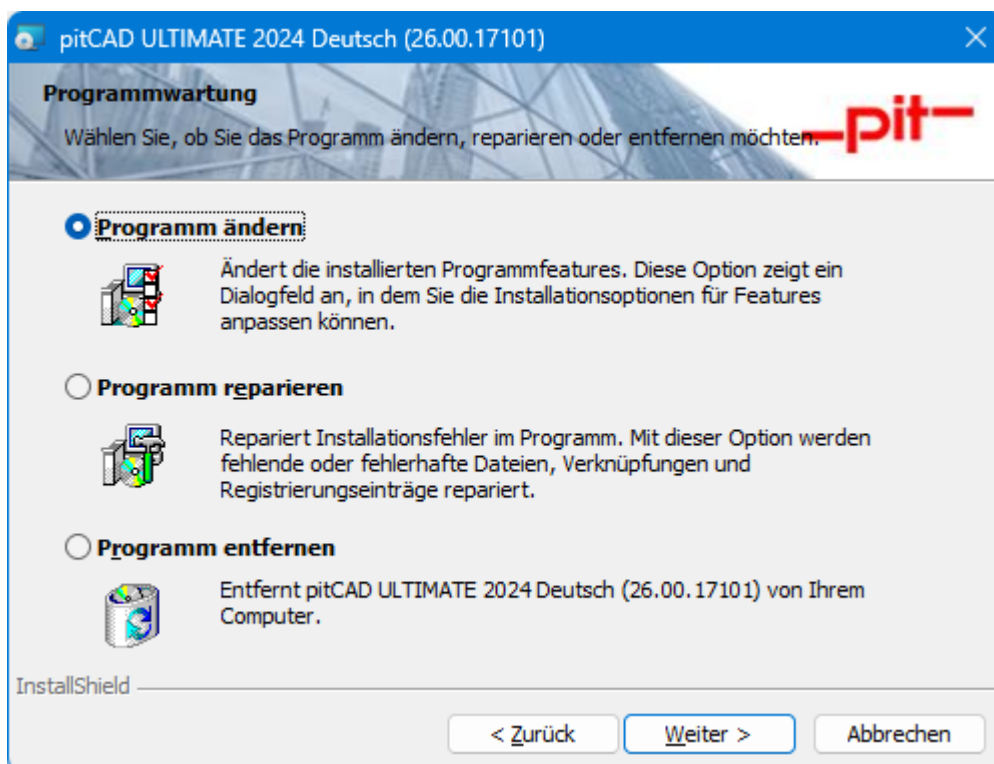 pitCAD ULTIMATE 2024 Deutsch (26.00.17101)
Programmwartung
Wählen Sie, ob Sie das Programm ändern, reparieren oder entfernen möchten.
pit
Programm ändern
Ändert die installierten Programmfeatures. Diese Option zeigt ein
Dialogfeld an, in dem Sie die Installationsoptionen für Features
anpassen können.
Programm reparieren
Repariert Installationsfehler im Programm. Mit dieser Option werden
fehlende oder fehlerhafte Dateien, Verknüpfungen und
Registrierungseinträge repariert.
Programm entfernen
Entfernt pitCAD ULTIMATE 2024 Deutsch (26.00.17101) von Ihrem
Computer.
InstallShield
< Zurück Weiter > Abbrechen